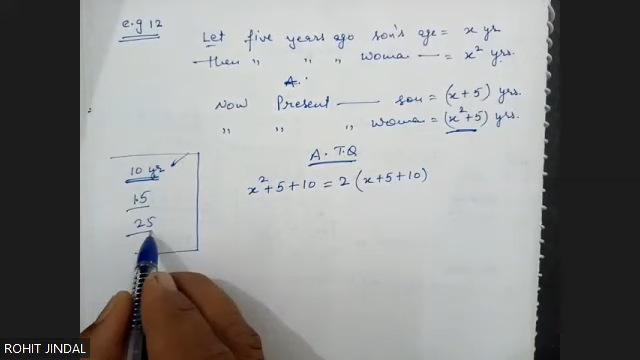 e.g 12
Let five years ago son's age = x yr
Then " " " woman — = x² yrs.
A.
Now Present — son = (x+5) yrs.
" " " woman = (x²+5) yrs.
A.T.Q
x²+5+10 = 2(x+5+10)
10 yr
15
25
ROHIT JINDAL